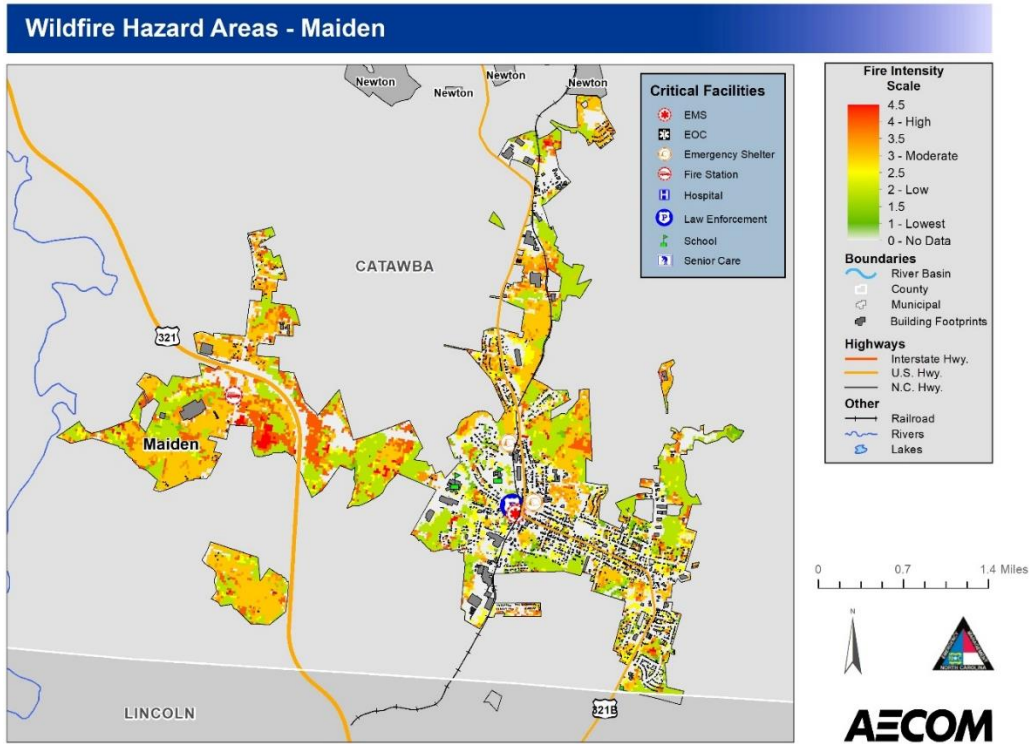 Wildfire Hazard Areas - Maiden
Newton
Newton
Newton
Newton
CATAWBA
321
Maiden
LINCOLN
321B
Critical Facilities
EMS
EOC
Emergency Shelter
Fire Station
Hospital
Law Enforcement
School
Senior Care
Fire Intensity
Scale
4.5
4 - High
3.5
3 - Moderate
2.5
2 - Low
1.5
1 - Lowest
0 - No Data
Boundaries
River Basin
County
Municipal
Building Footprints
Highways
Interstate Hwy.
U.S. Hwy.
N.C. Hwy.
Other
Railroad
Rivers
Lakes
0 0.7 1.4 Miles
N
NORTH CAROLINA
AECOM